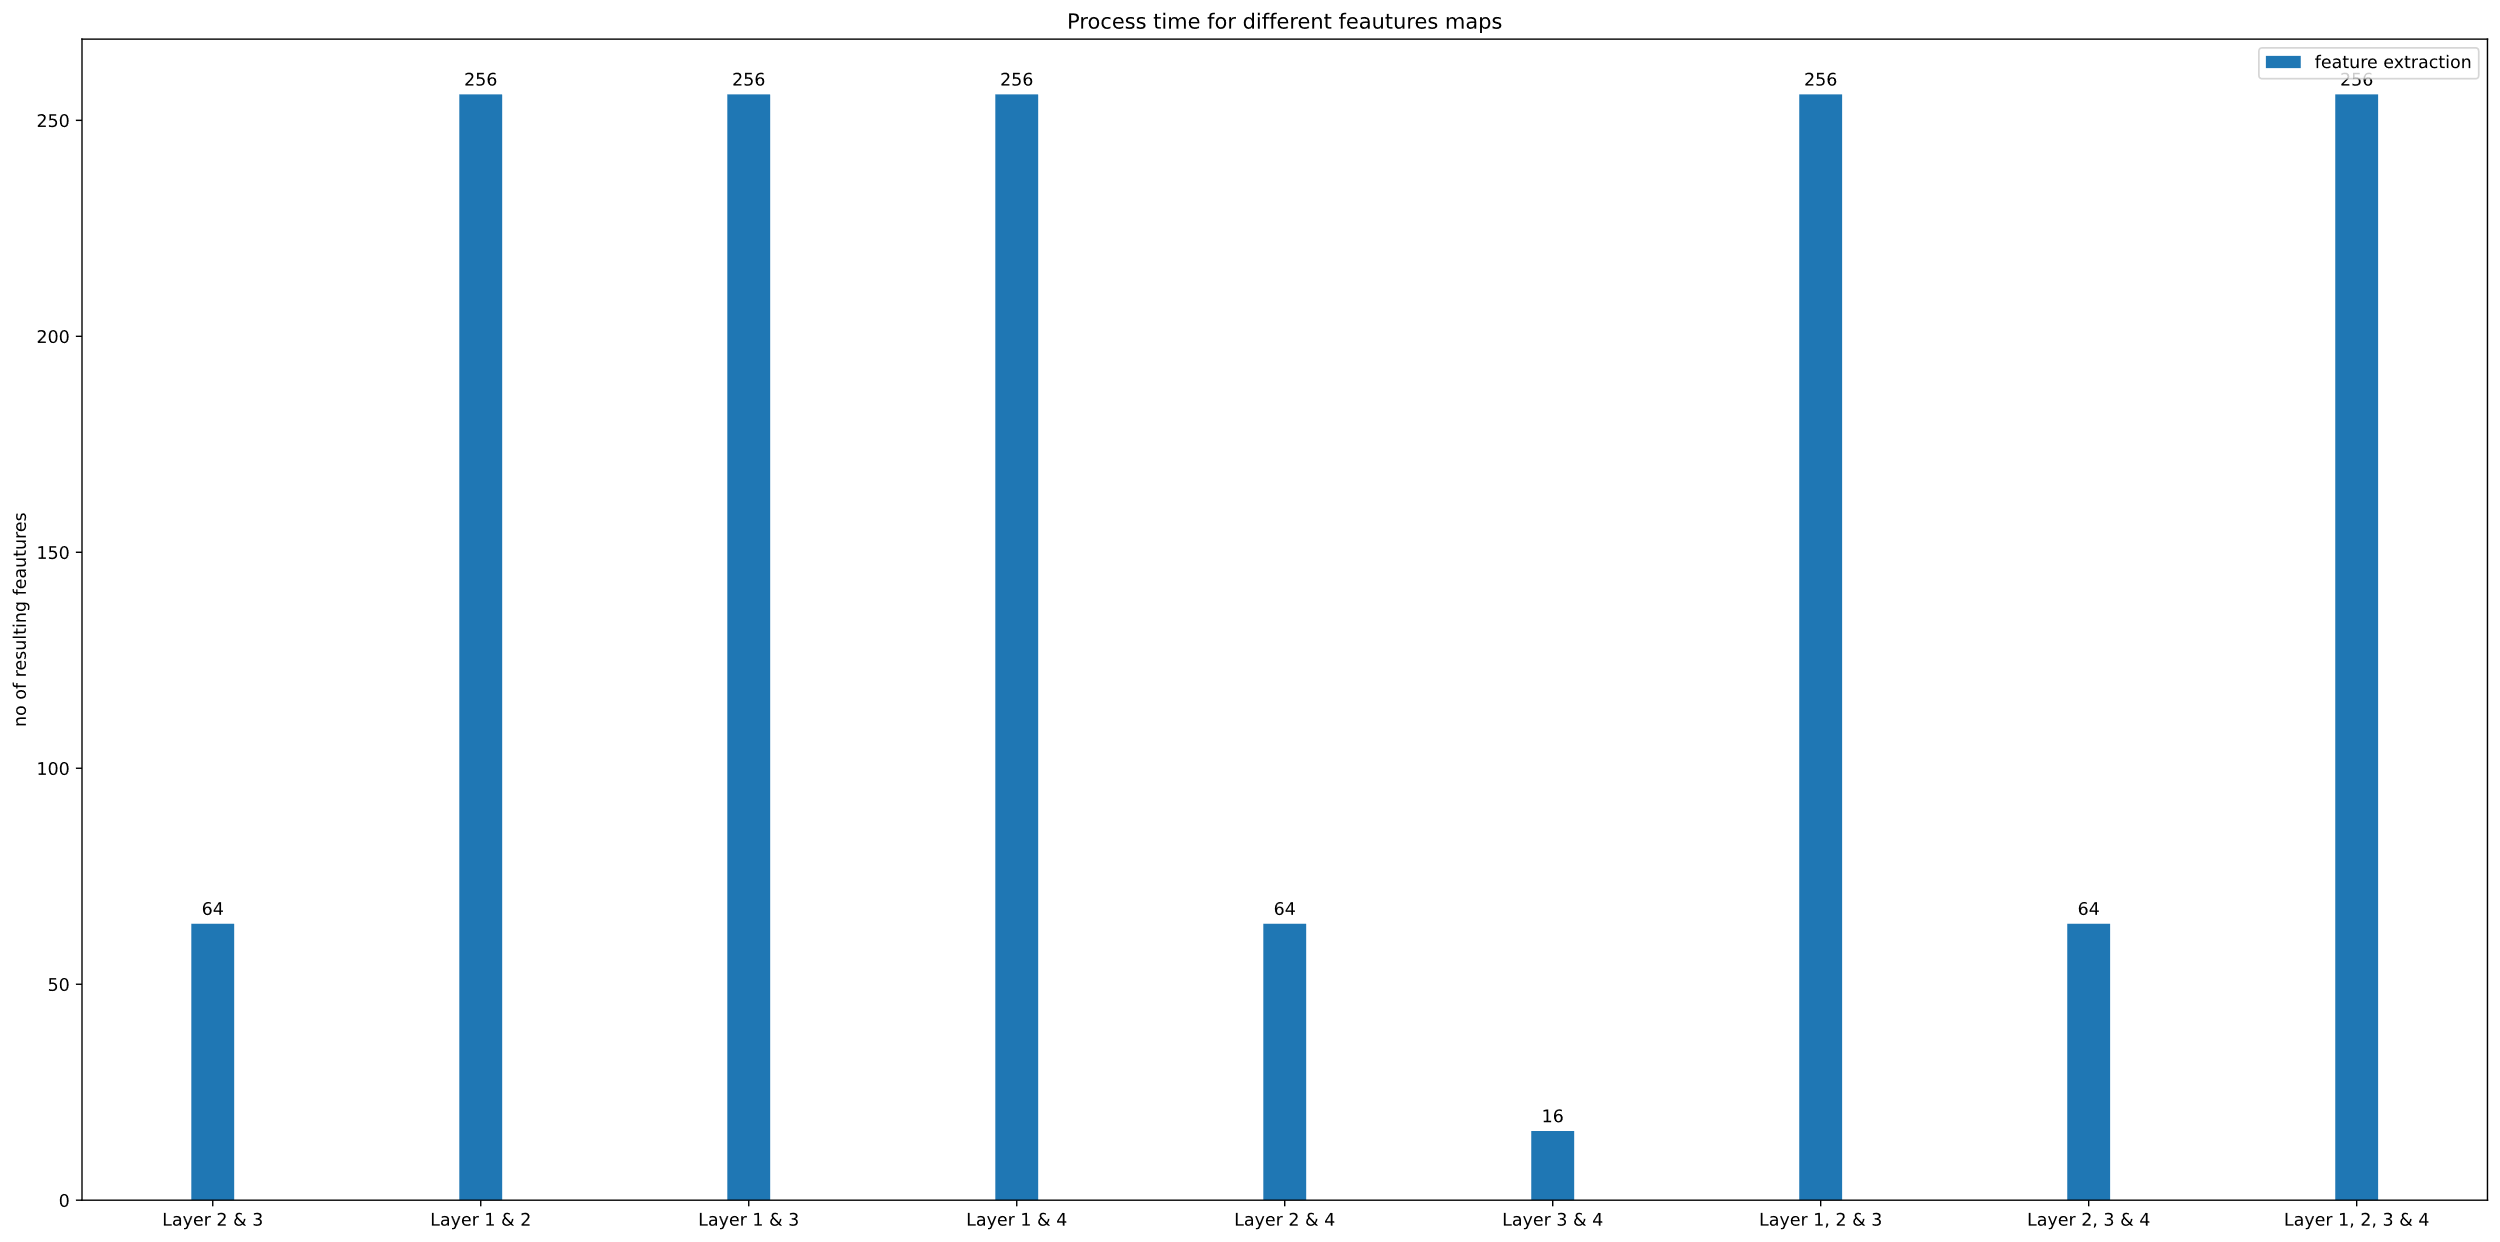 Process time for different feautures maps
feature extraction
no of resulting feautures
250
200
150
100
50
0
64
256
256
256
64
16
256
64
256
Layer 2 & 3
Layer 1 & 2
Layer 1 & 3
Layer 1 & 4
Layer 2 & 4
Layer 3 & 4
Layer 1, 2 & 3
Layer 2, 3 & 4
Layer 1, 2, 3 & 4